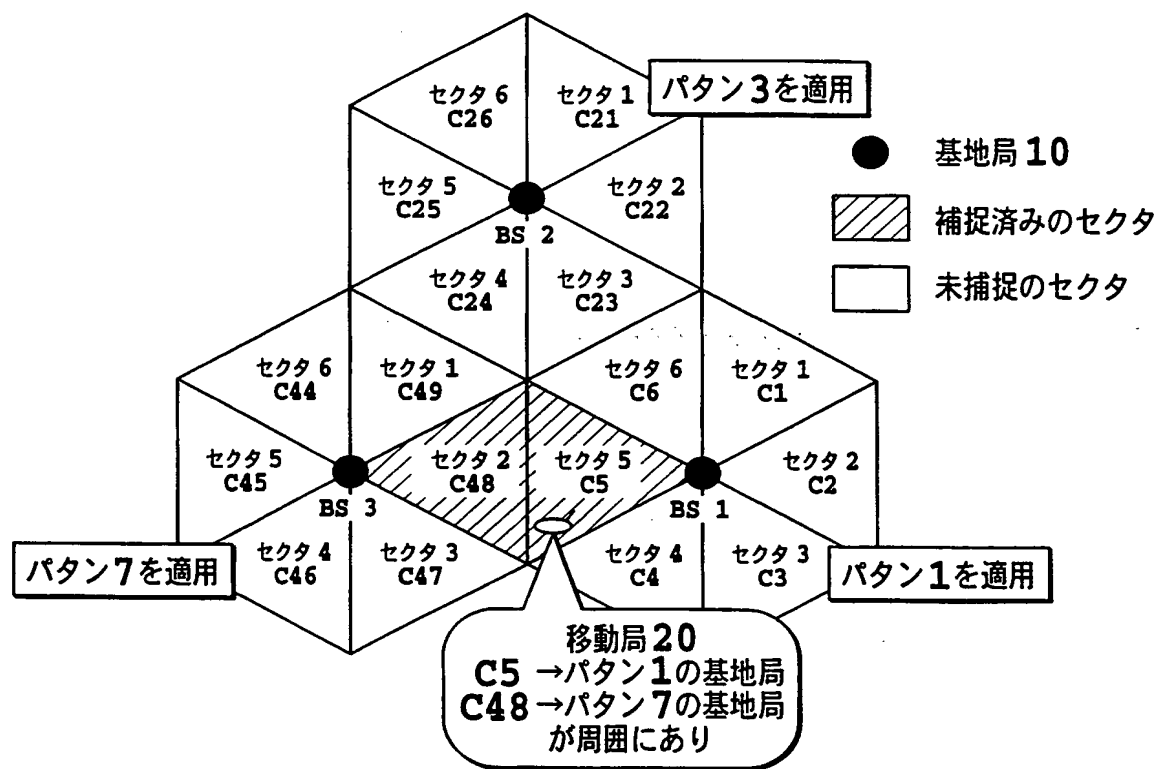 セクタ 6
C26
セクタ 1
C21
パタン3を適用
基地局10
セクタ 5
C25
セクタ 2
C22
補捉済みのセクタ
BS 2
セクタ 4
C24
セクタ 3
C23
未捕捉のセクタ
セクタ 6
C44
セクタ 1
C49
セクタ 6
C6
セクタ 1
C1
セクタ 5
C45
セクタ 2
C48
セクタ 5
C5
セクタ 2
C2
BS 3
BS 1
パタン7を適用
セクタ 4
C46
セクタ 3
C47
セクタ 4
C4
セクタ 3
C3
パタン1を適用
移動局20
C5 →パタン1の基地局
C48→パタン7の基地局
が周囲にあり